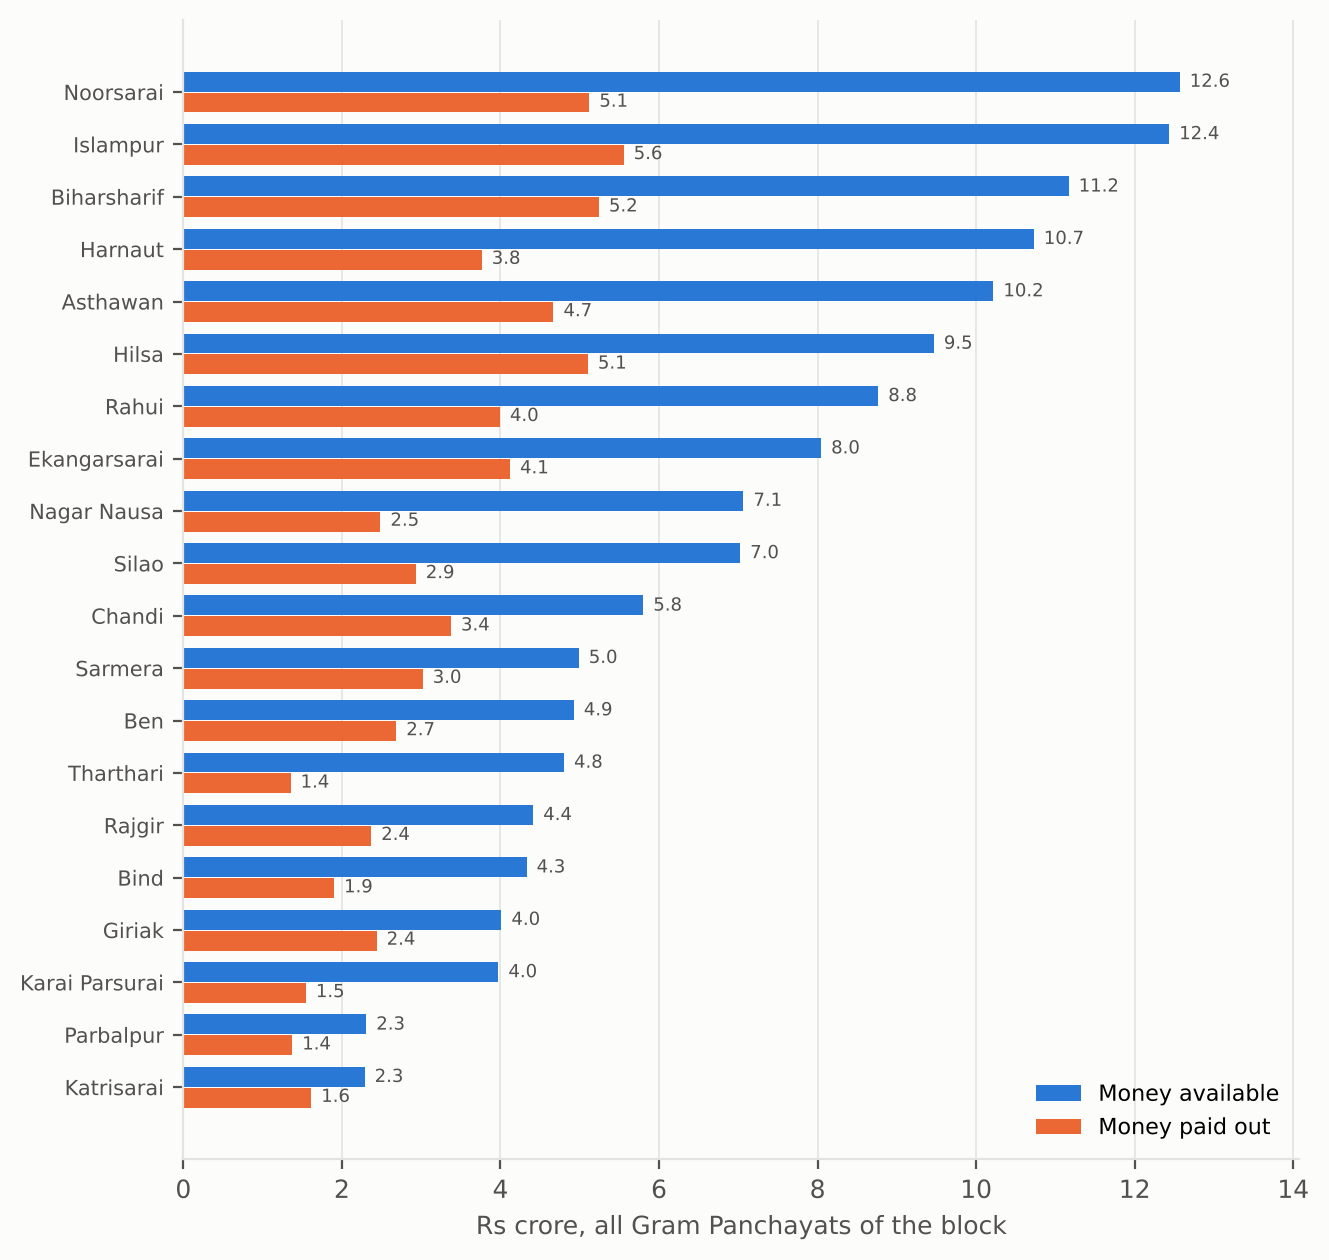 Noorsarai 12.6
5.1
Islampur 12.4
5.6
Biharsharif 11.2
5.2
Harnaut 10.7
3.8
Asthawan 10.2
4.7
Hilsa 9.5
5.1
Rahui 8.8
4.0
Ekangarsarai 8.0
4.1
Nagar Nausa 7.1
2.5
Silao 7.0
2.9
Chandi 5.8
3.4
Sarmera 5.0
3.0
Ben 4.9
2.7
Tharthari 4.8
1.4
Rajgir 4.4
2.4
Bind 4.3
1.9
Giriak 4.0
2.4
Karai Parsurai 4.0
1.5
Parbalpur 2.3
1.4
Katrisarai 2.3
1.6
Money available
Money paid out
0 2 4 6 8 10 12 14
Rs crore, all Gram Panchayats of the block